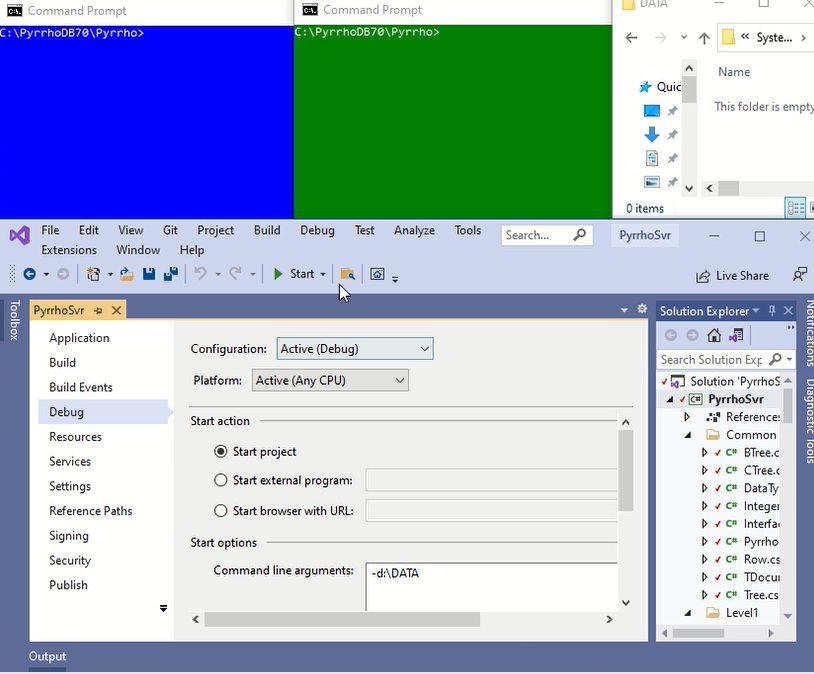 Command Prompt
C:\PyrrhoDB70\Pyrrho>
Command Prompt
C:\PyrrhoDB70\Pyrrho>
DATA
« Syste... >
Name
Quic
This folder is empty
0 items
File Edit View Git Project Build Debug Test Analyze Tools
Extensions Window Help
Search...
PyrrhoSvr
Start
Live Share
Toolbox
PyrrhoSvr
Application
Build
Build Events
Debug
Resources
Services
Settings
Reference Paths
Signing
Security
Publish
Configuration: Active (Debug)
Platform: Active (Any CPU)
Start action
Start project
Start external program:
Start browser with URL:
Start options
Command line arguments: -d:\DATA
Solution Explorer
Search Solution Exp
Solution 'PyrrhoS
C# PyrrhoSvr
References
Common
C# BTree.c
C# CTree.c
C# DataTy
C# Integer
C# Interfa
C# Pyrrho
C# Row.cs
C# TDocu
C# Tree.cs
Level1
Notifications
Diagnostic Tools
Output